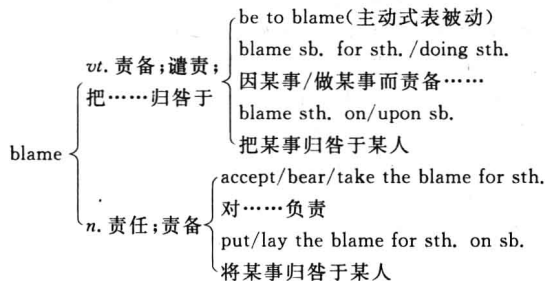 be to blame(主动式表被动)
blame sb. for sth./doing sth.
vt. 责备;谴责;
因某事/做某事而责备……
把……归咎于
blame sth. on/upon sb.
把某事归咎于某人
blame
accept/bear/take the blame for sth.
对……负责
n. 责任;责备
put/lay the blame for sth. on sb.
将某事归咎于某人